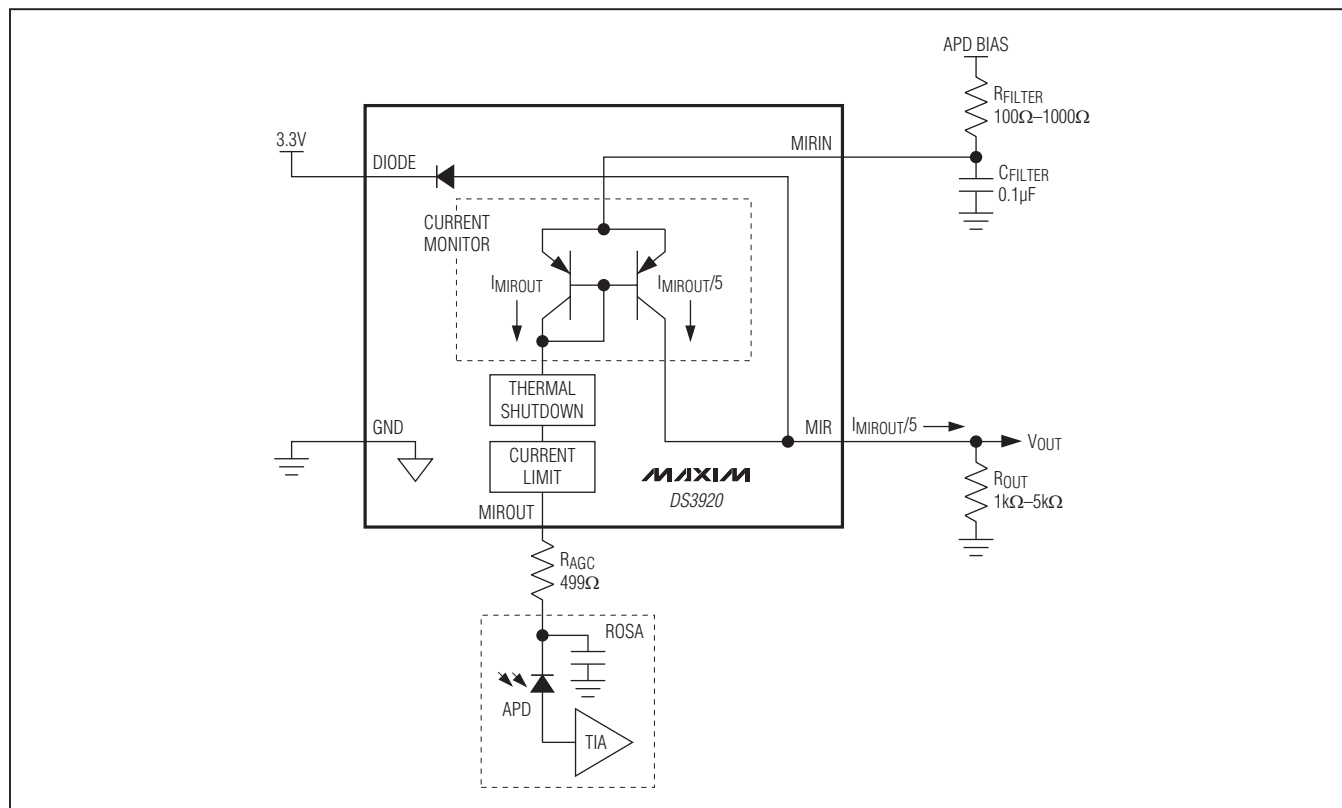 APD BIAS
RFILTER
100Ω–1000Ω
3.3V
DIODE
MIRIN
CFILTER
0.1µF
CURRENT
MONITOR
IMIROUT
IMIROUT/5
THERMAL
SHUTDOWN
GND
MIR
IMIROUT/5
VOUT
CURRENT
LIMIT
MAXIM
DS3920
ROUT
1kΩ–5kΩ
MIROUT
RAGC
499Ω
ROSA
APD
TIA